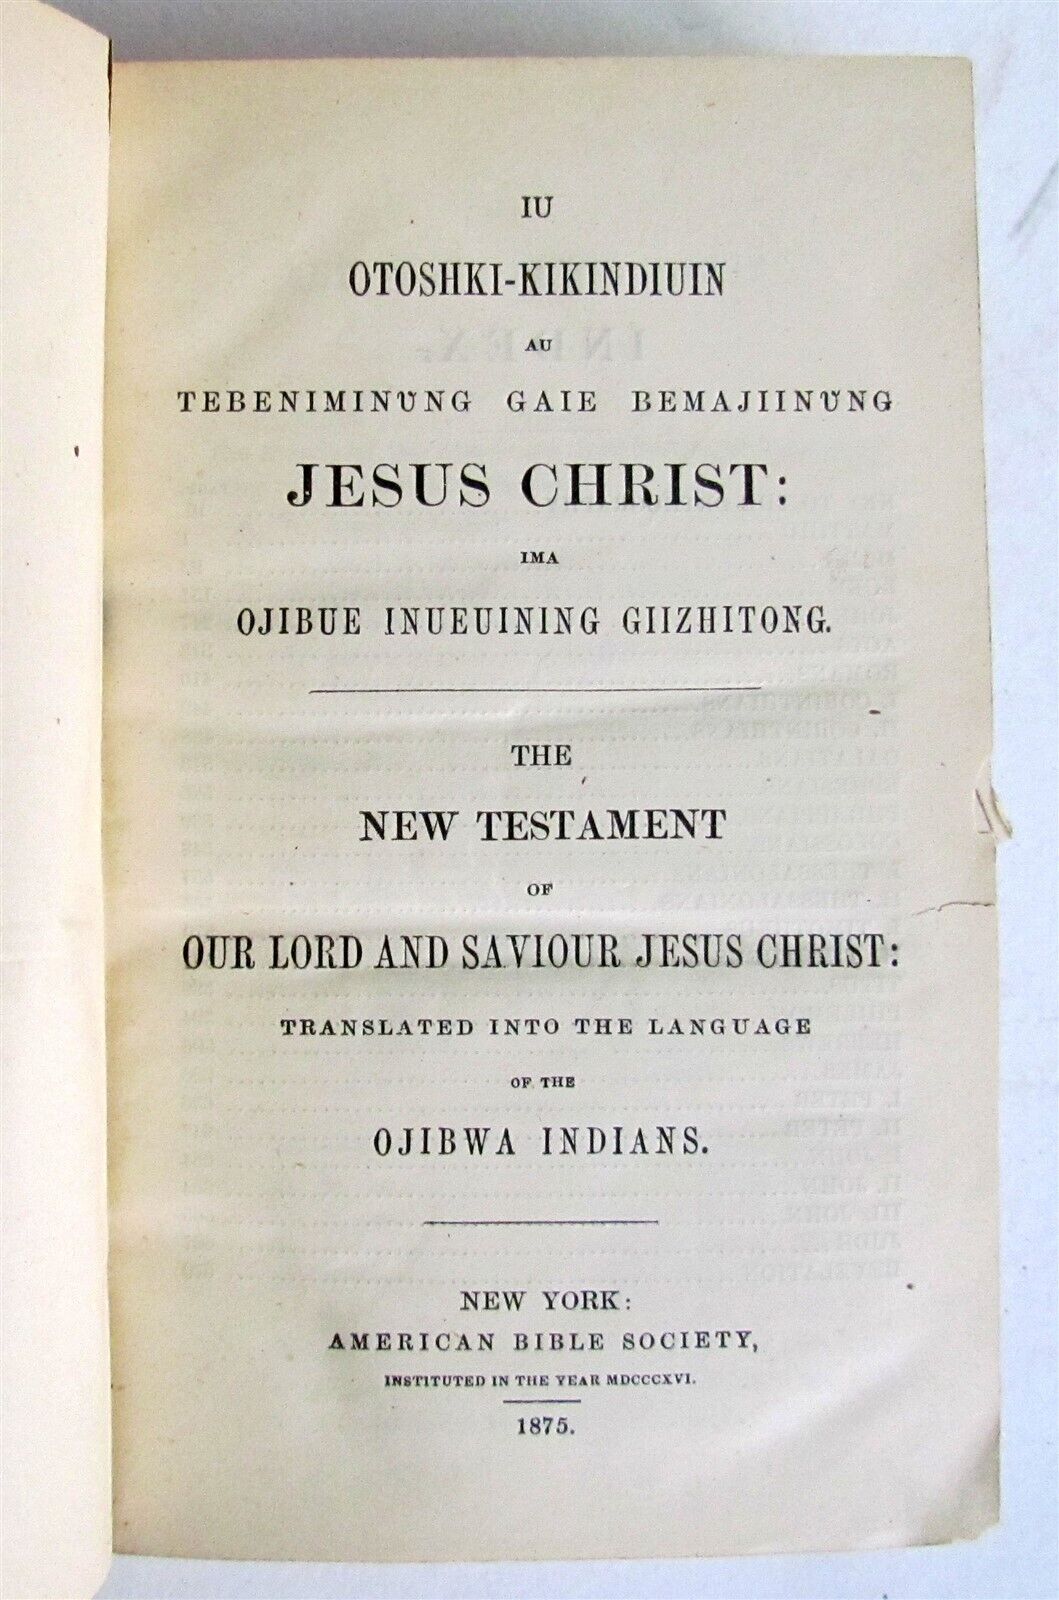 IU
OTOSHKI-KIKINDIUIN
AU
TEBENIMINŬNG GAIE BEMAJIINŬNG
JESUS CHRIST:
IMA
OJIBUE INUEUINING GIIZHITONG.
THE
NEW TESTAMENT
OF
OUR LORD AND SAVIOUR JESUS CHRIST:
TRANSLATED INTO THE LANGUAGE
OF THE
OJIBWA INDIANS.
NEW YORK:
AMERICAN BIBLE SOCIETY,
INSTITUTED IN THE YEAR MDCCCXVI.
1875.